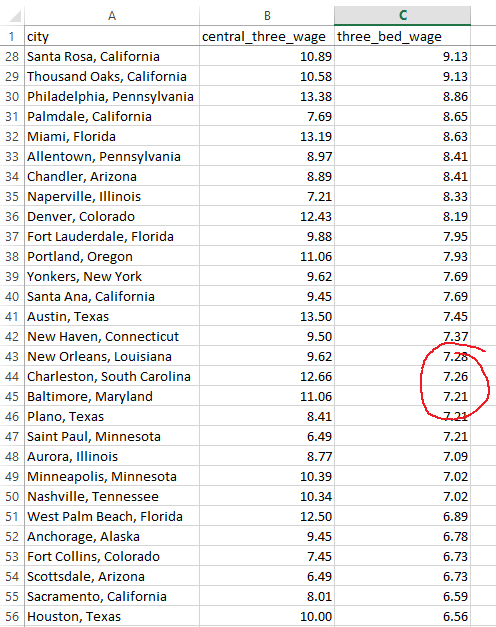 A B C
1 city central_three_wage three_bed_wage
28 Santa Rosa, California 10.89 9.13
29 Thousand Oaks, California 10.58 9.13
30 Philadelphia, Pennsylvania 13.38 8.86
31 Palmdale, California 7.69 8.65
32 Miami, Florida 13.19 8.63
33 Allentown, Pennsylvania 8.97 8.41
34 Chandler, Arizona 8.89 8.41
35 Naperville, Illinois 7.21 8.33
36 Denver, Colorado 12.43 8.19
37 Fort Lauderdale, Florida 9.88 7.95
38 Portland, Oregon 11.06 7.93
39 Yonkers, New York 9.62 7.69
40 Santa Ana, California 9.45 7.69
41 Austin, Texas 13.50 7.45
42 New Haven, Connecticut 9.50 7.37
43 New Orleans, Louisiana 9.62 7.28
44 Charleston, South Carolina 12.66 7.26
45 Baltimore, Maryland 11.06 7.21
46 Plano, Texas 8.41 7.21
47 Saint Paul, Minnesota 6.49 7.21
48 Aurora, Illinois 8.77 7.09
49 Minneapolis, Minnesota 10.39 7.02
50 Nashville, Tennessee 10.34 7.02
51 West Palm Beach, Florida 12.50 6.89
52 Anchorage, Alaska 9.45 6.78
53 Fort Collins, Colorado 7.45 6.73
54 Scottsdale, Arizona 6.49 6.73
55 Sacramento, California 8.01 6.59
56 Houston, Texas 10.00 6.56